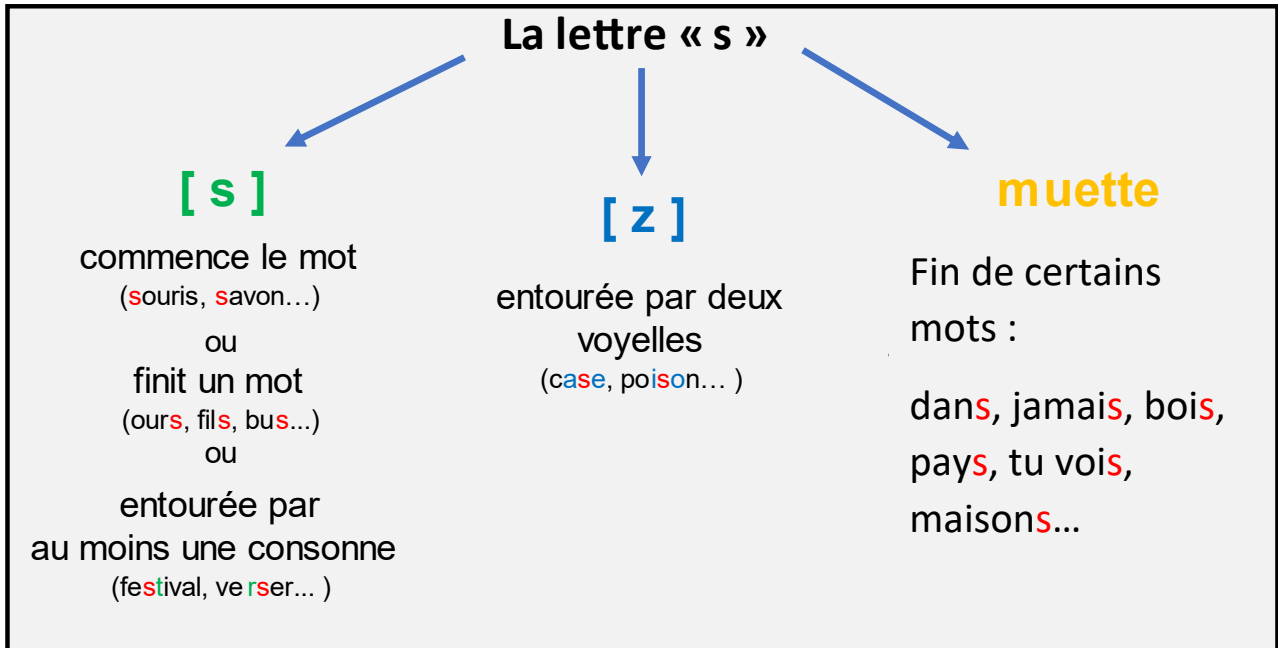 La lettre « s »
[ s ]
commence le mot
(souris, savon…)
ou
finit un mot
(ours, fils, bus...)
ou
entourée par
au moins une consonne
(festival, verser... )
[ z ]
entourée par deux
voyelles
(case, poison… )
muette
Fin de certains
mots :
dans, jamais, bois,
pays, tu vois,
maisons…